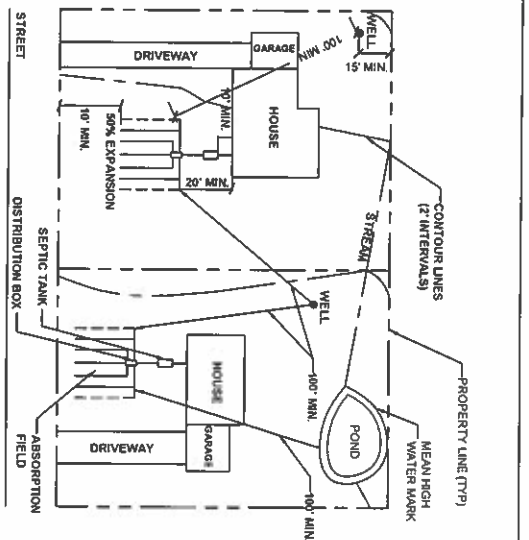 STREET
WELL
15' MIN.
100' MIN.
GARAGE
DRIVEWAY
HOUSE
10' MIN.
20' MIN.
50% EXPANSION
10' MIN.
CONTOUR LINES
(2' INTERVALS)
STREAM
PROPERTY LINE (TYP)
MEAN HIGH
WATER MARK
POND
WELL
100' MIN.
100' MIN.
HOUSE
GARAGE
DRIVEWAY
SEPTIC TANK
DISTRIBUTION BOX
ABSORPTION
FIELD